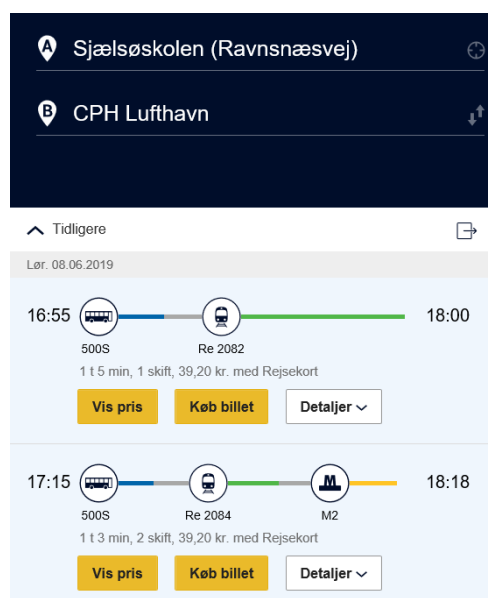 A Sjælsøskolen (Ravnsnæsvej)
B CPH Lufthavn
Tidligere
Lør. 08.06.2019
16:55 18:00
500S Re 2082
1 t 5 min, 1 skift, 39,20 kr. med Rejsekort
Vis pris Køb billet Detaljer
17:15 M 18:18
500S Re 2084 M2
1 t 3 min, 2 skift, 39,20 kr. med Rejsekort
Vis pris Køb billet Detaljer